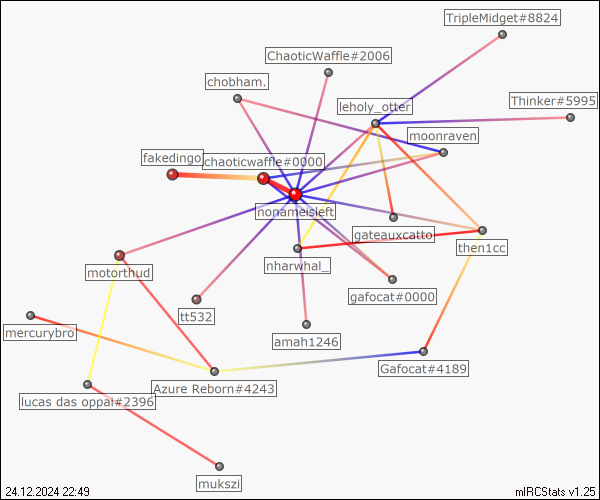 TripleMidget#8824
ChaoticWaffle#2006
chobham.
Thinker#5995
leholy_otter
moonraven
fakedingo
chaoticwaffle#0000
nonameisleft
gateauxcatto
then1cc
nharwhal_
motorthud
gafocat#0000
tt532
mercurybro
amah1246
Gafocat#4189
Azure Reborn#4243
lucas das oppai#2396
mukszi
24.12.2024 22:49
mIRCStats v1.25